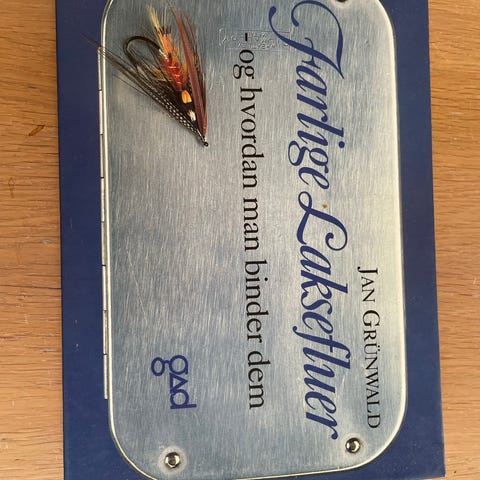 JAN GRÜNWALD
Farlige Laksefluer
- og hvordan man binder dem
gad